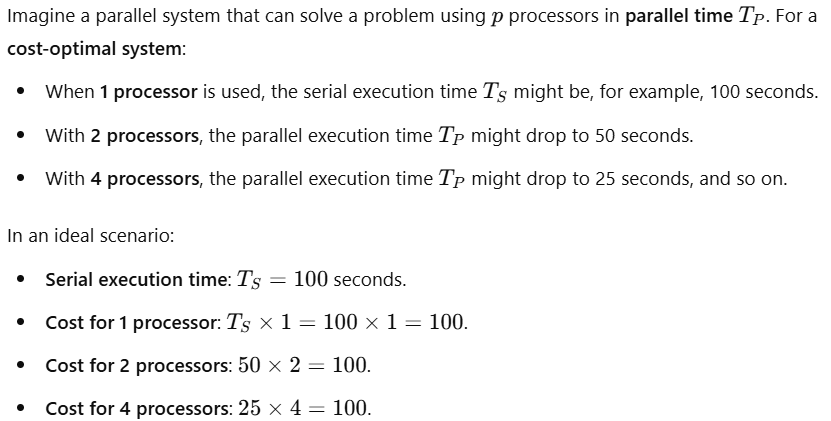 Imagine a parallel system that can solve a problem using p processors in parallel time T_P. For a
cost-optimal system:
• When 1 processor is used, the serial execution time T_S might be, for example, 100 seconds.
• With 2 processors, the parallel execution time T_P might drop to 50 seconds.
• With 4 processors, the parallel execution time T_P might drop to 25 seconds, and so on.
In an ideal scenario:
• Serial execution time: T_S = 100 seconds.
• Cost for 1 processor: T_S × 1 = 100 × 1 = 100.
• Cost for 2 processors: 50 × 2 = 100.
• Cost for 4 processors: 25 × 4 = 100.